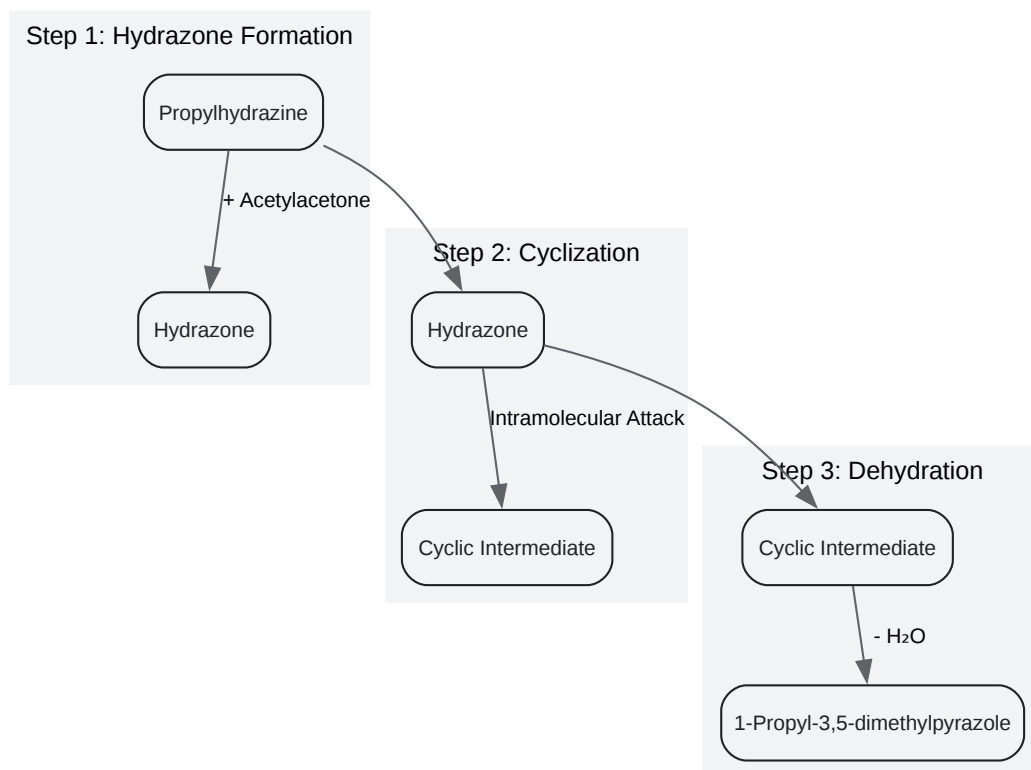 Step 1: Hydrazone Formation
Propylhydrazine
+ Acetylacetone
Hydrazone
Step 2: Cyclization
Hydrazone
Intramolecular Attack
Cyclic Intermediate
Step 3: Dehydration
Cyclic Intermediate
- H₂O
1-Propyl-3,5-dimethylpyrazole